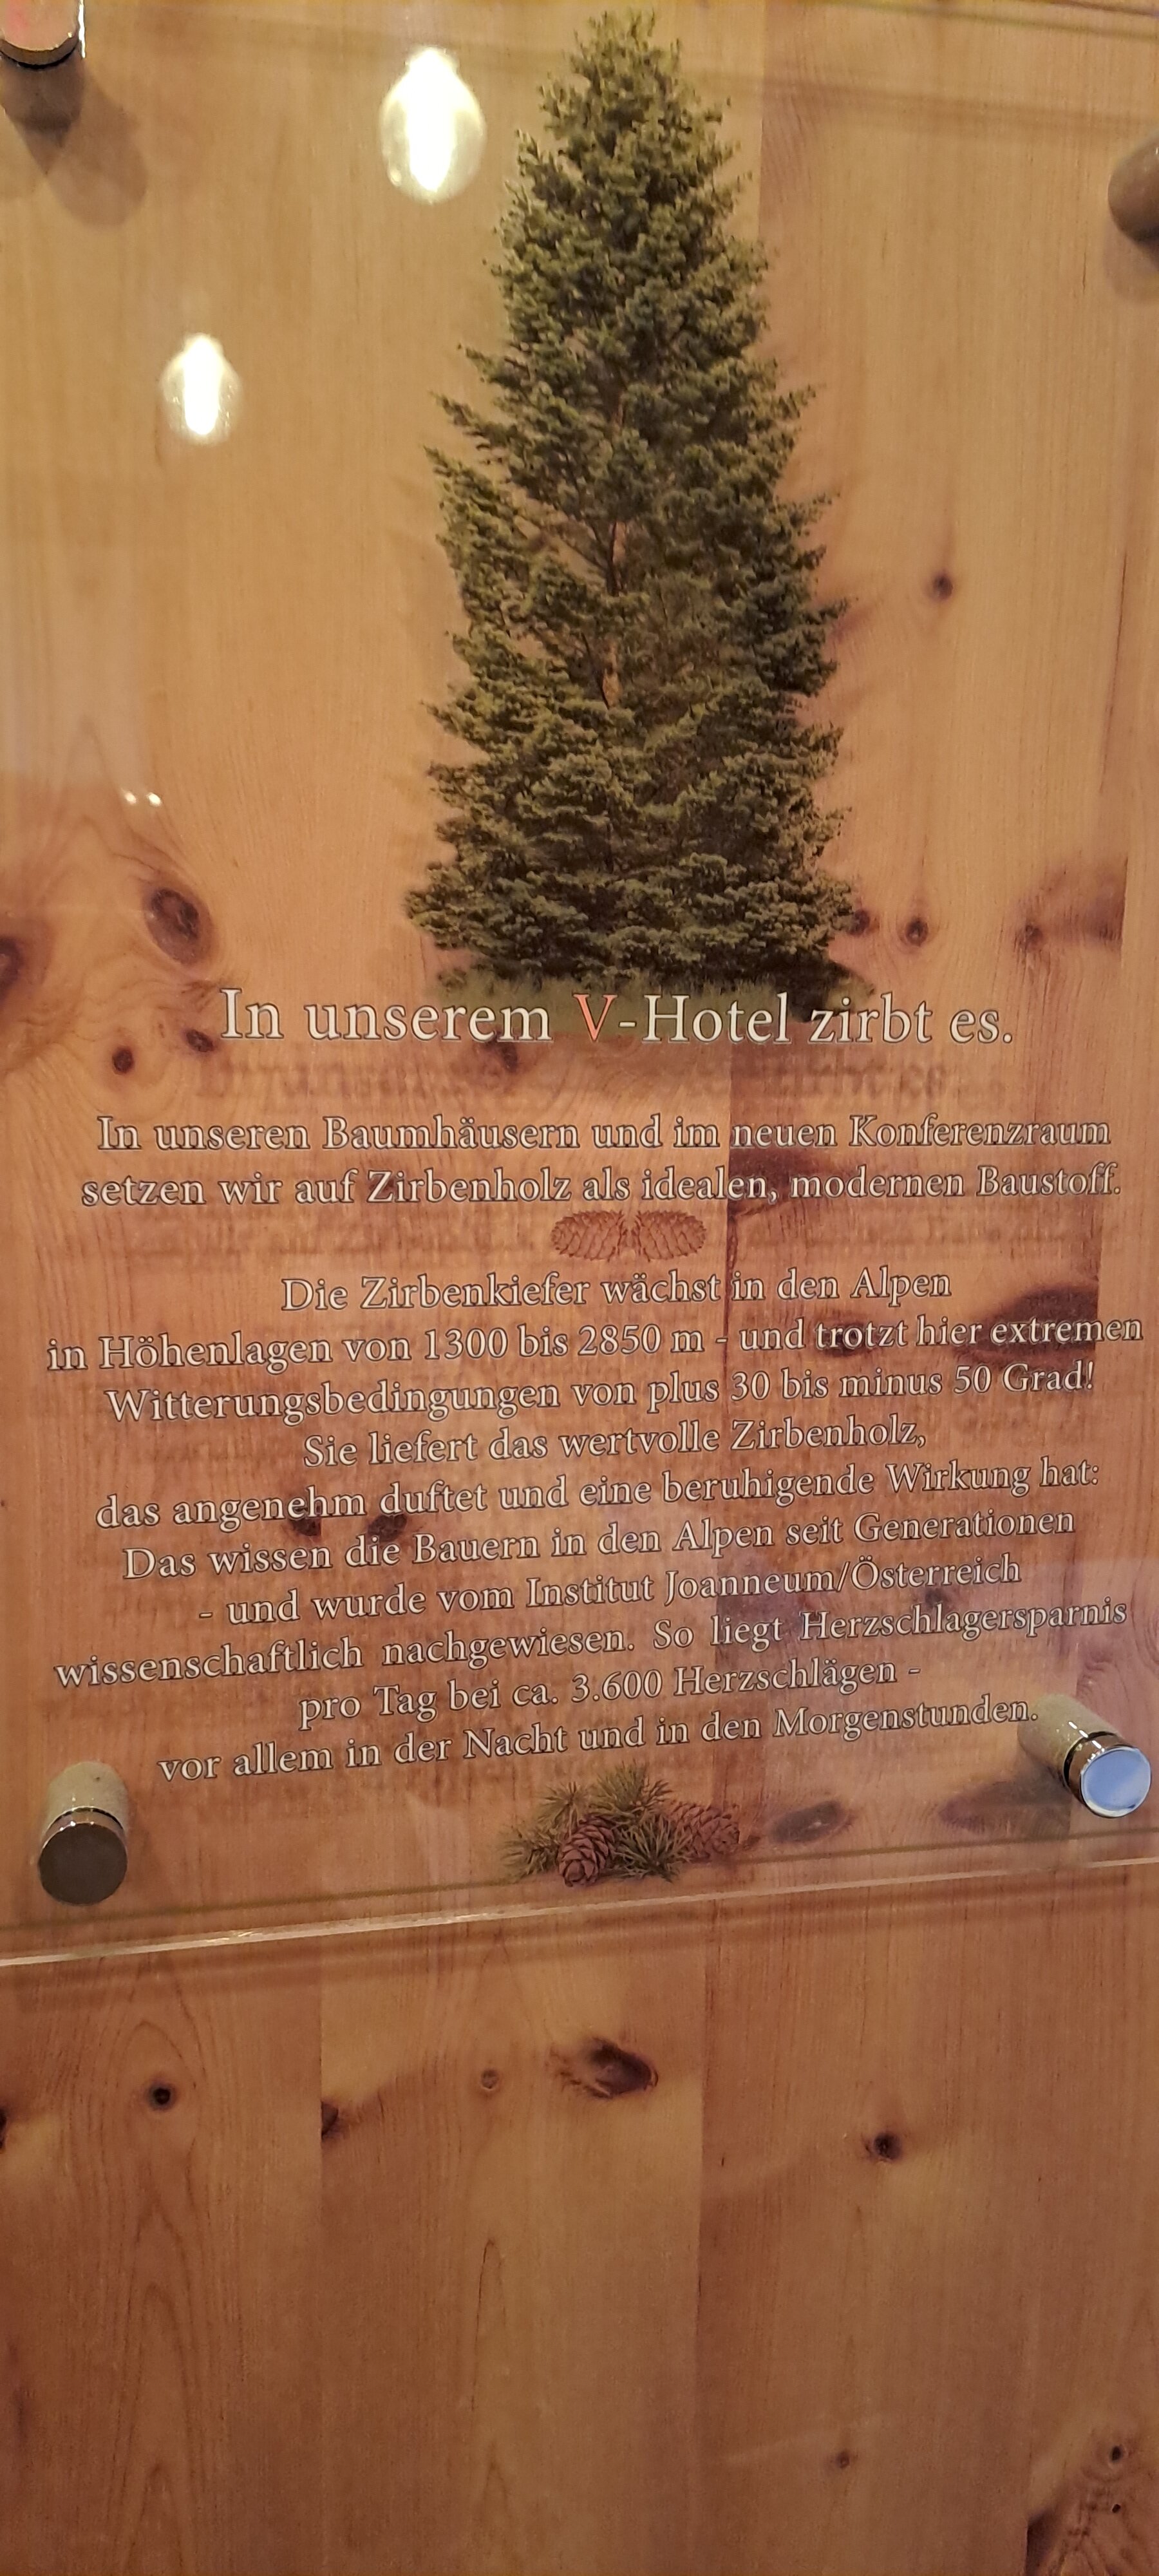 In unserem V-Hotel zirbt es.
In unseren Baumhäusern und im neuen Konferenzraum
setzen wir auf Zirbenholz als idealen, modernen Baustoff.
Die Zirbenkiefer wächst in den Alpen
in Höhenlagen von 1300 bis 2850 m - und trotzt hier extremen
Witterungsbedingungen von plus 30 bis minus 50 Grad!
Sie liefert das wertvolle Zirbenholz,
das angenehm duftet und eine beruhigende Wirkung hat:
Das wissen die Bauern in den Alpen seit Generationen
- und wurde vom Institut Joanneum/Österreich
wissenschaftlich nachgewiesen. So liegt Herzschlagersparnis
pro Tag bei ca. 3.600 Herzschlägen -
vor allem in der Nacht und in den Morgenstunden.